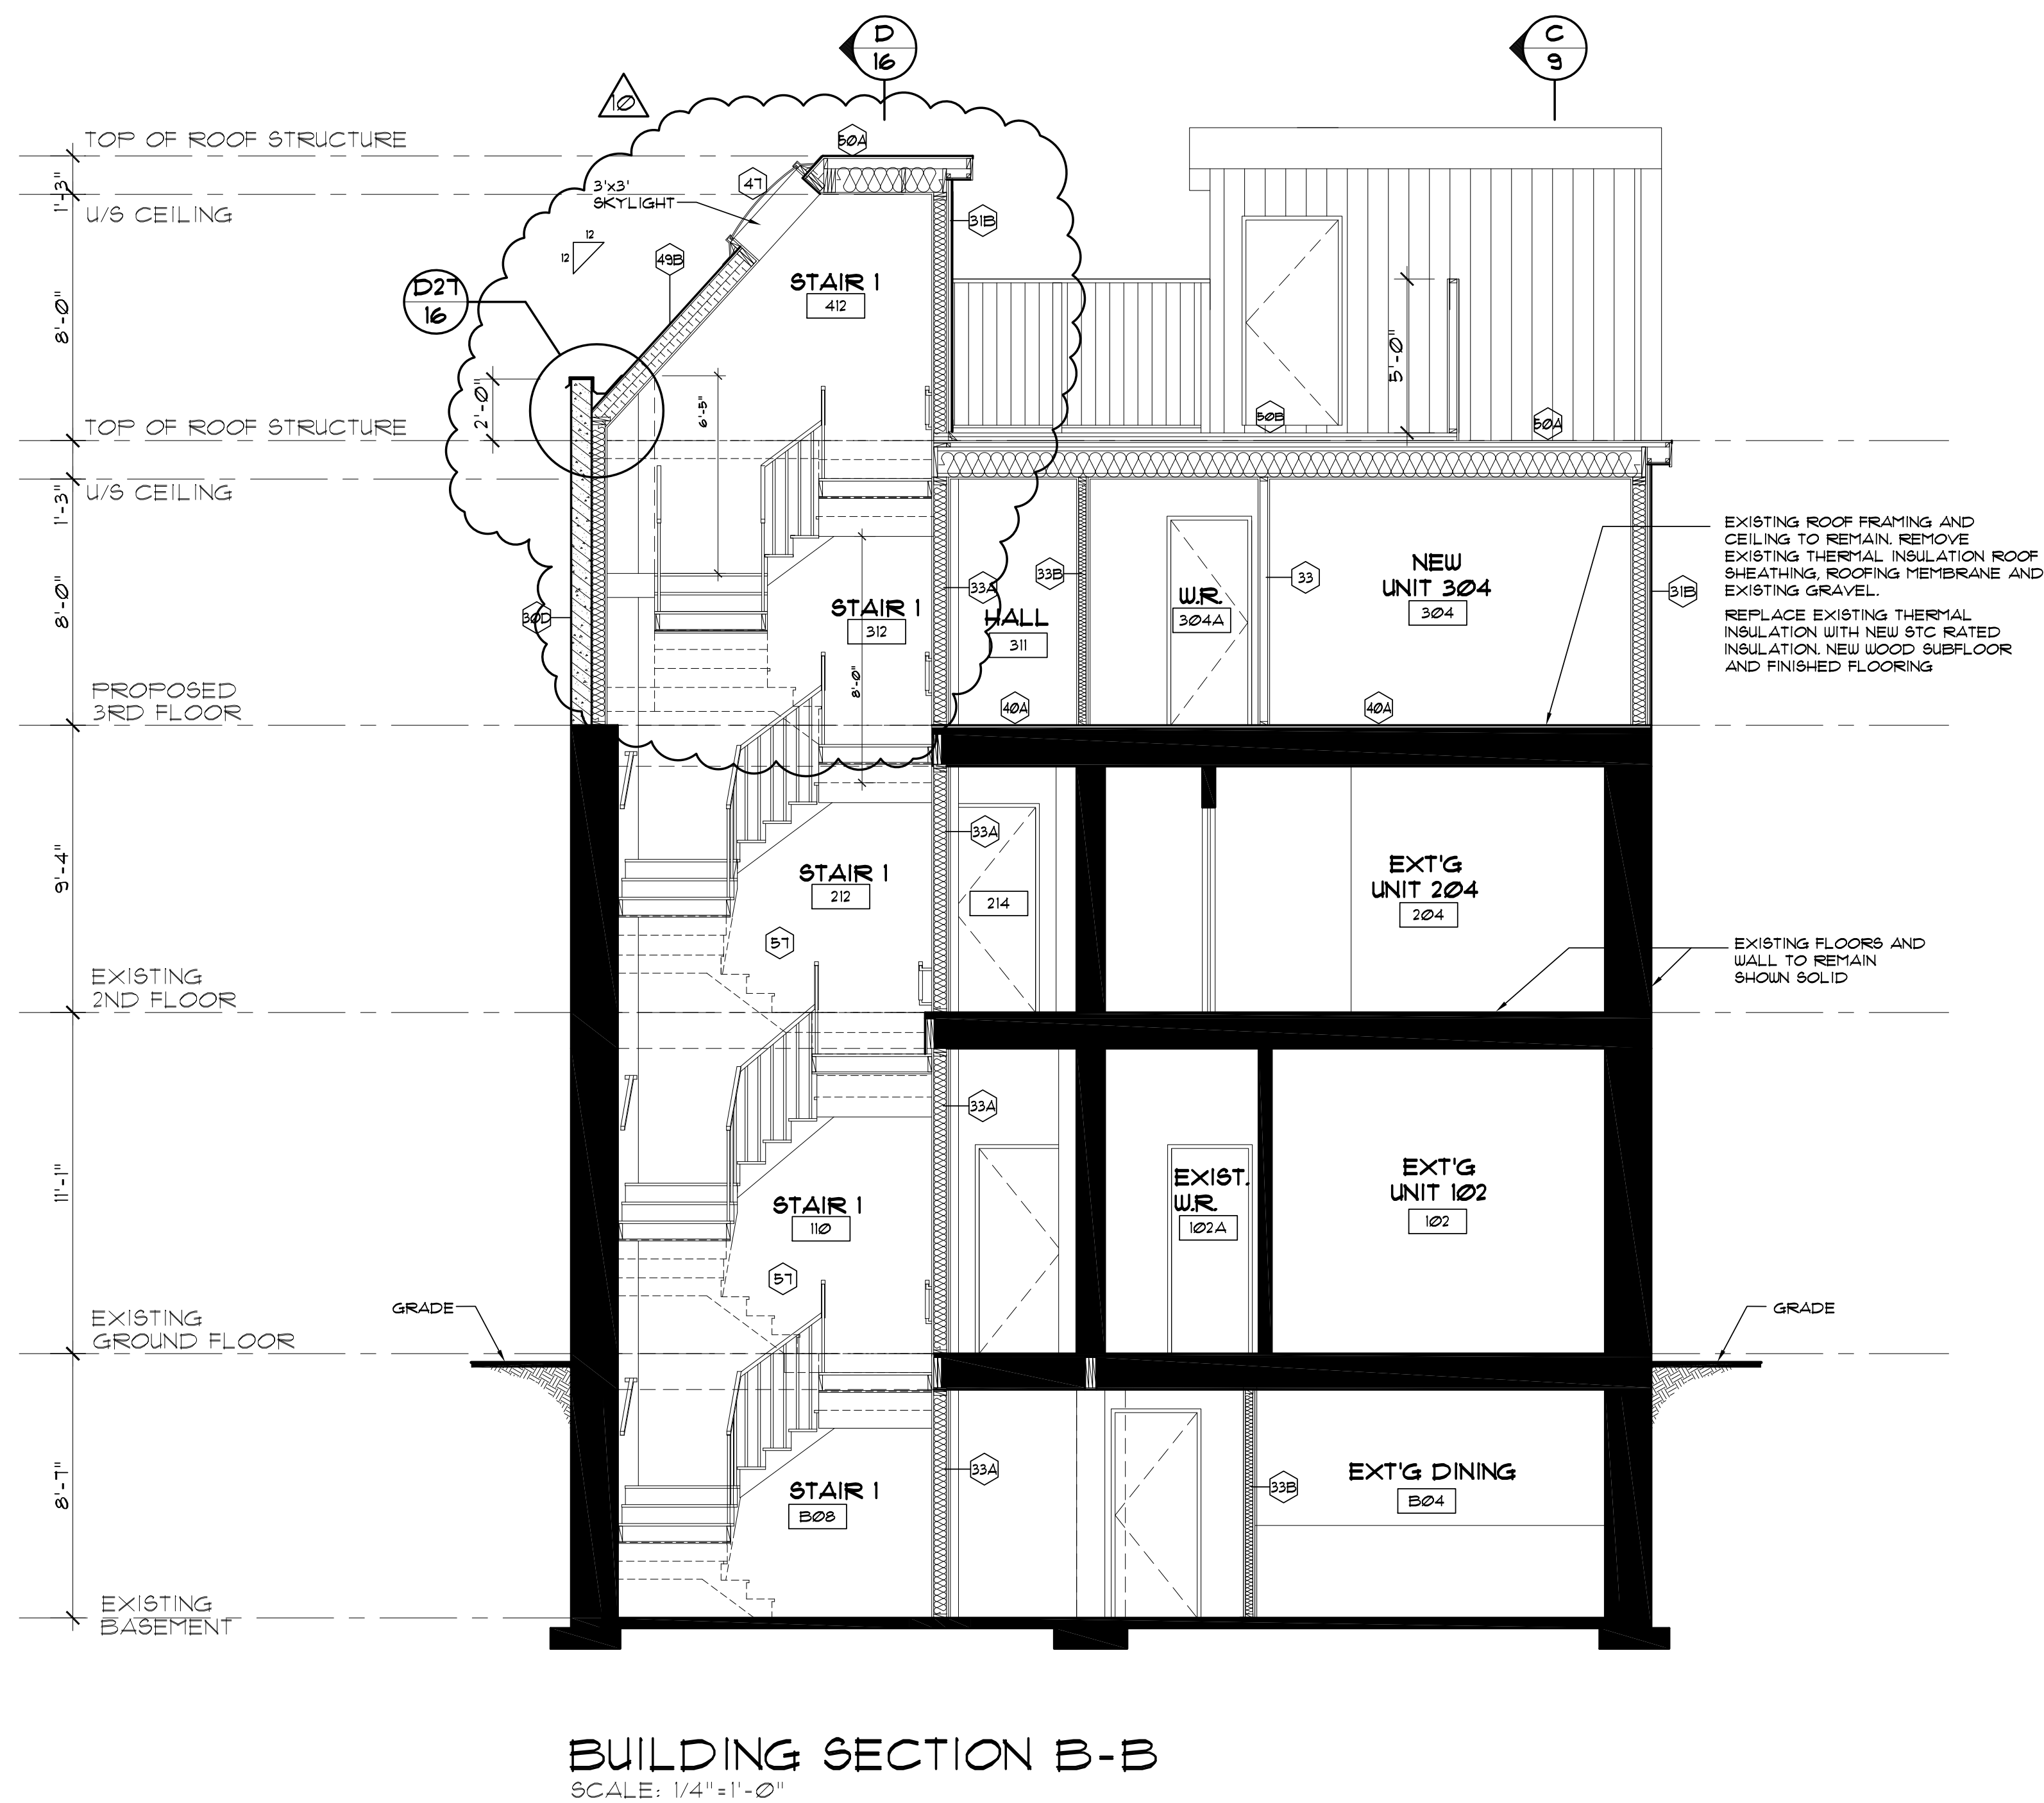 D
16
C
9
10
TOP OF ROOF STRUCTURE
50A
1'-3"
U/S CEILING
47
3'x3'
SKYLIGHT
31B
12
12
49B
D27
16
STAIR 1
412
8'-0"
2'-0"
6'-5"
5'-0"
50B
50A
TOP OF ROOF STRUCTURE
U/S CEILING
1'-3"
EXISTING ROOF FRAMING AND
CEILING TO REMAIN. REMOVE
EXISTING THERMAL INSULATION ROOF
SHEATHING, ROOFING MEMBRANE AND
EXISTING GRAVEL.
REPLACE EXISTING THERMAL
INSULATION WITH NEW STC RATED
INSULATION. NEW WOOD SUBFLOOR
AND FINISHED FLOORING
NEW
UNIT 304
304
33B
33
33A
W.R.
304A
31B
8'-0"
30D
STAIR 1
312
HALL
311
8'-0"
40A
40A
PROPOSED
3RD FLOOR
33A
9'-4"
STAIR 1
212
214
EXT'G
UNIT 204
204
57
EXISTING FLOORS AND
WALL TO REMAIN
SHOWN SOLID
EXISTING
2ND FLOOR
33A
11'-1"
STAIR 1
110
EXIST.
W.R.
102A
EXT'G
UNIT 102
102
57
GRADE
GRADE
EXISTING
GROUND FLOOR
8'-7"
33A
33B
STAIR 1
B08
EXT'G DINING
B04
EXISTING
BASEMENT
BUILDING SECTION B-B
SCALE: 1/4"=1'-0"